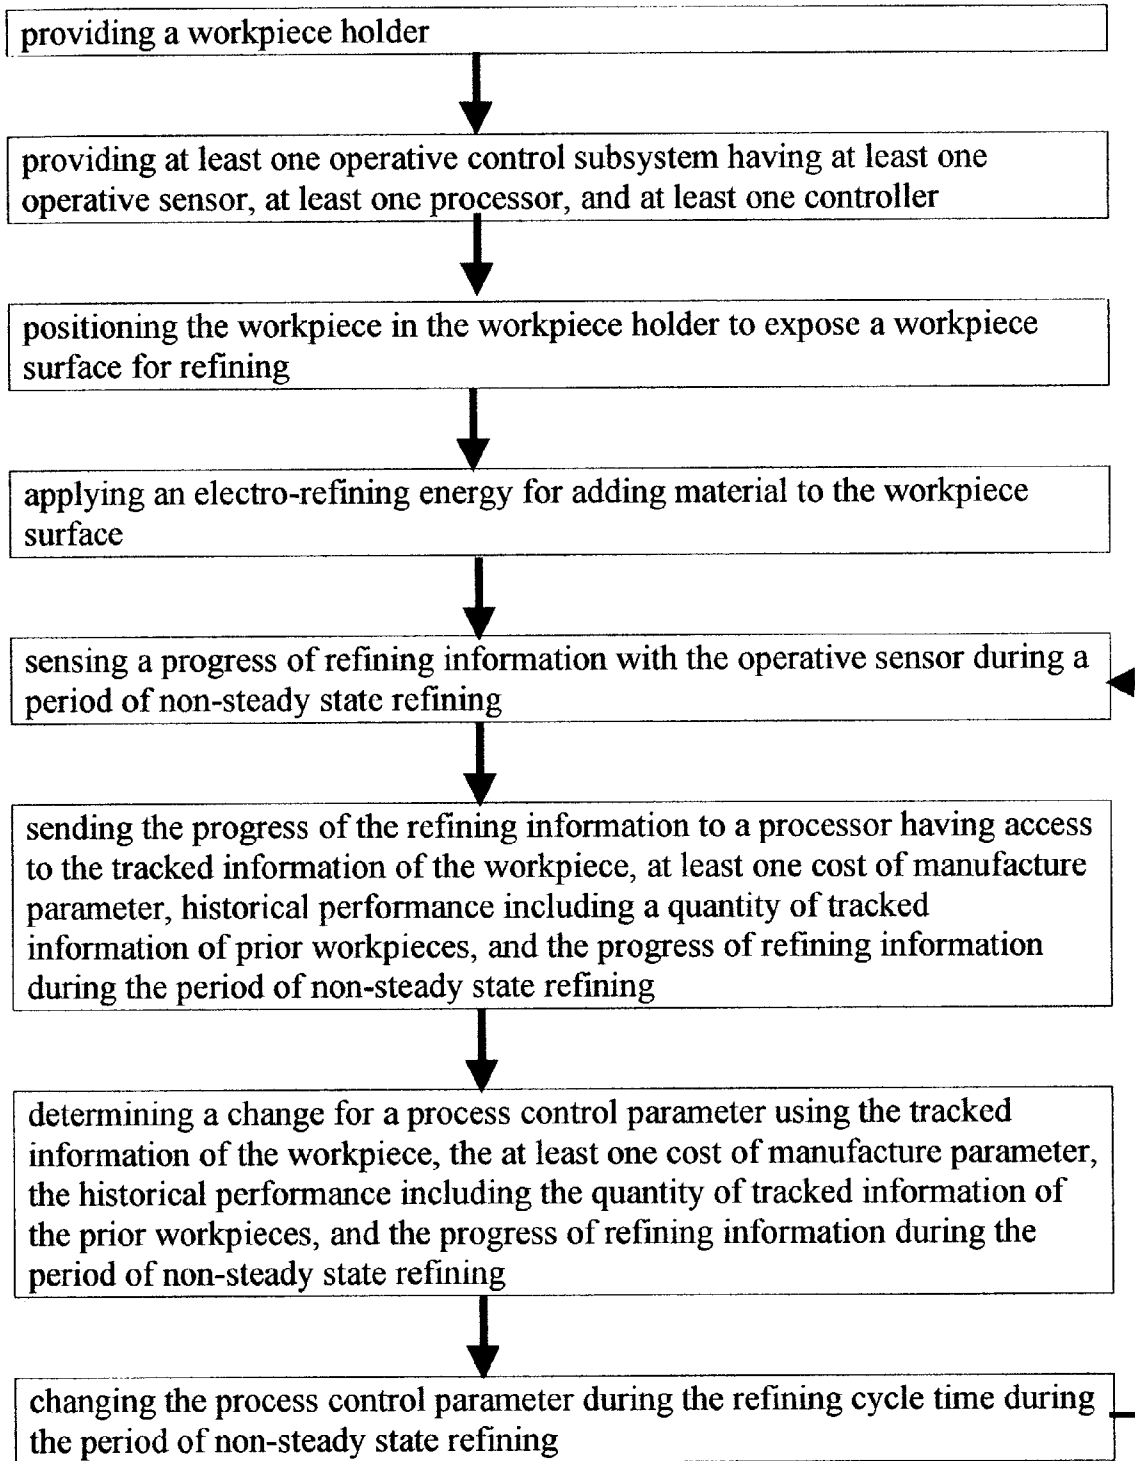 providing a workpiece holder
providing at least one operative control subsystem having at least one
operative sensor, at least one processor, and at least one controller
positioning the workpiece in the workpiece holder to expose a workpiece
surface for refining
applying an electro-refining energy for adding material to the workpiece
surface
sensing a progress of refining information with the operative sensor during a
period of non-steady state refining
sending the progress of the refining information to a processor having access
to the tracked information of the workpiece, at least one cost of manufacture
parameter, historical performance including a quantity of tracked
information of prior workpieces, and the progress of refining information
during the period of non-steady state refining
determining a change for a process control parameter using the tracked
information of the workpiece, the at least one cost of manufacture parameter,
the historical performance including the quantity of tracked information of
the prior workpieces, and the progress of refining information during the
period of non-steady state refining
changing the process control parameter during the refining cycle time during
the period of non-steady state refining